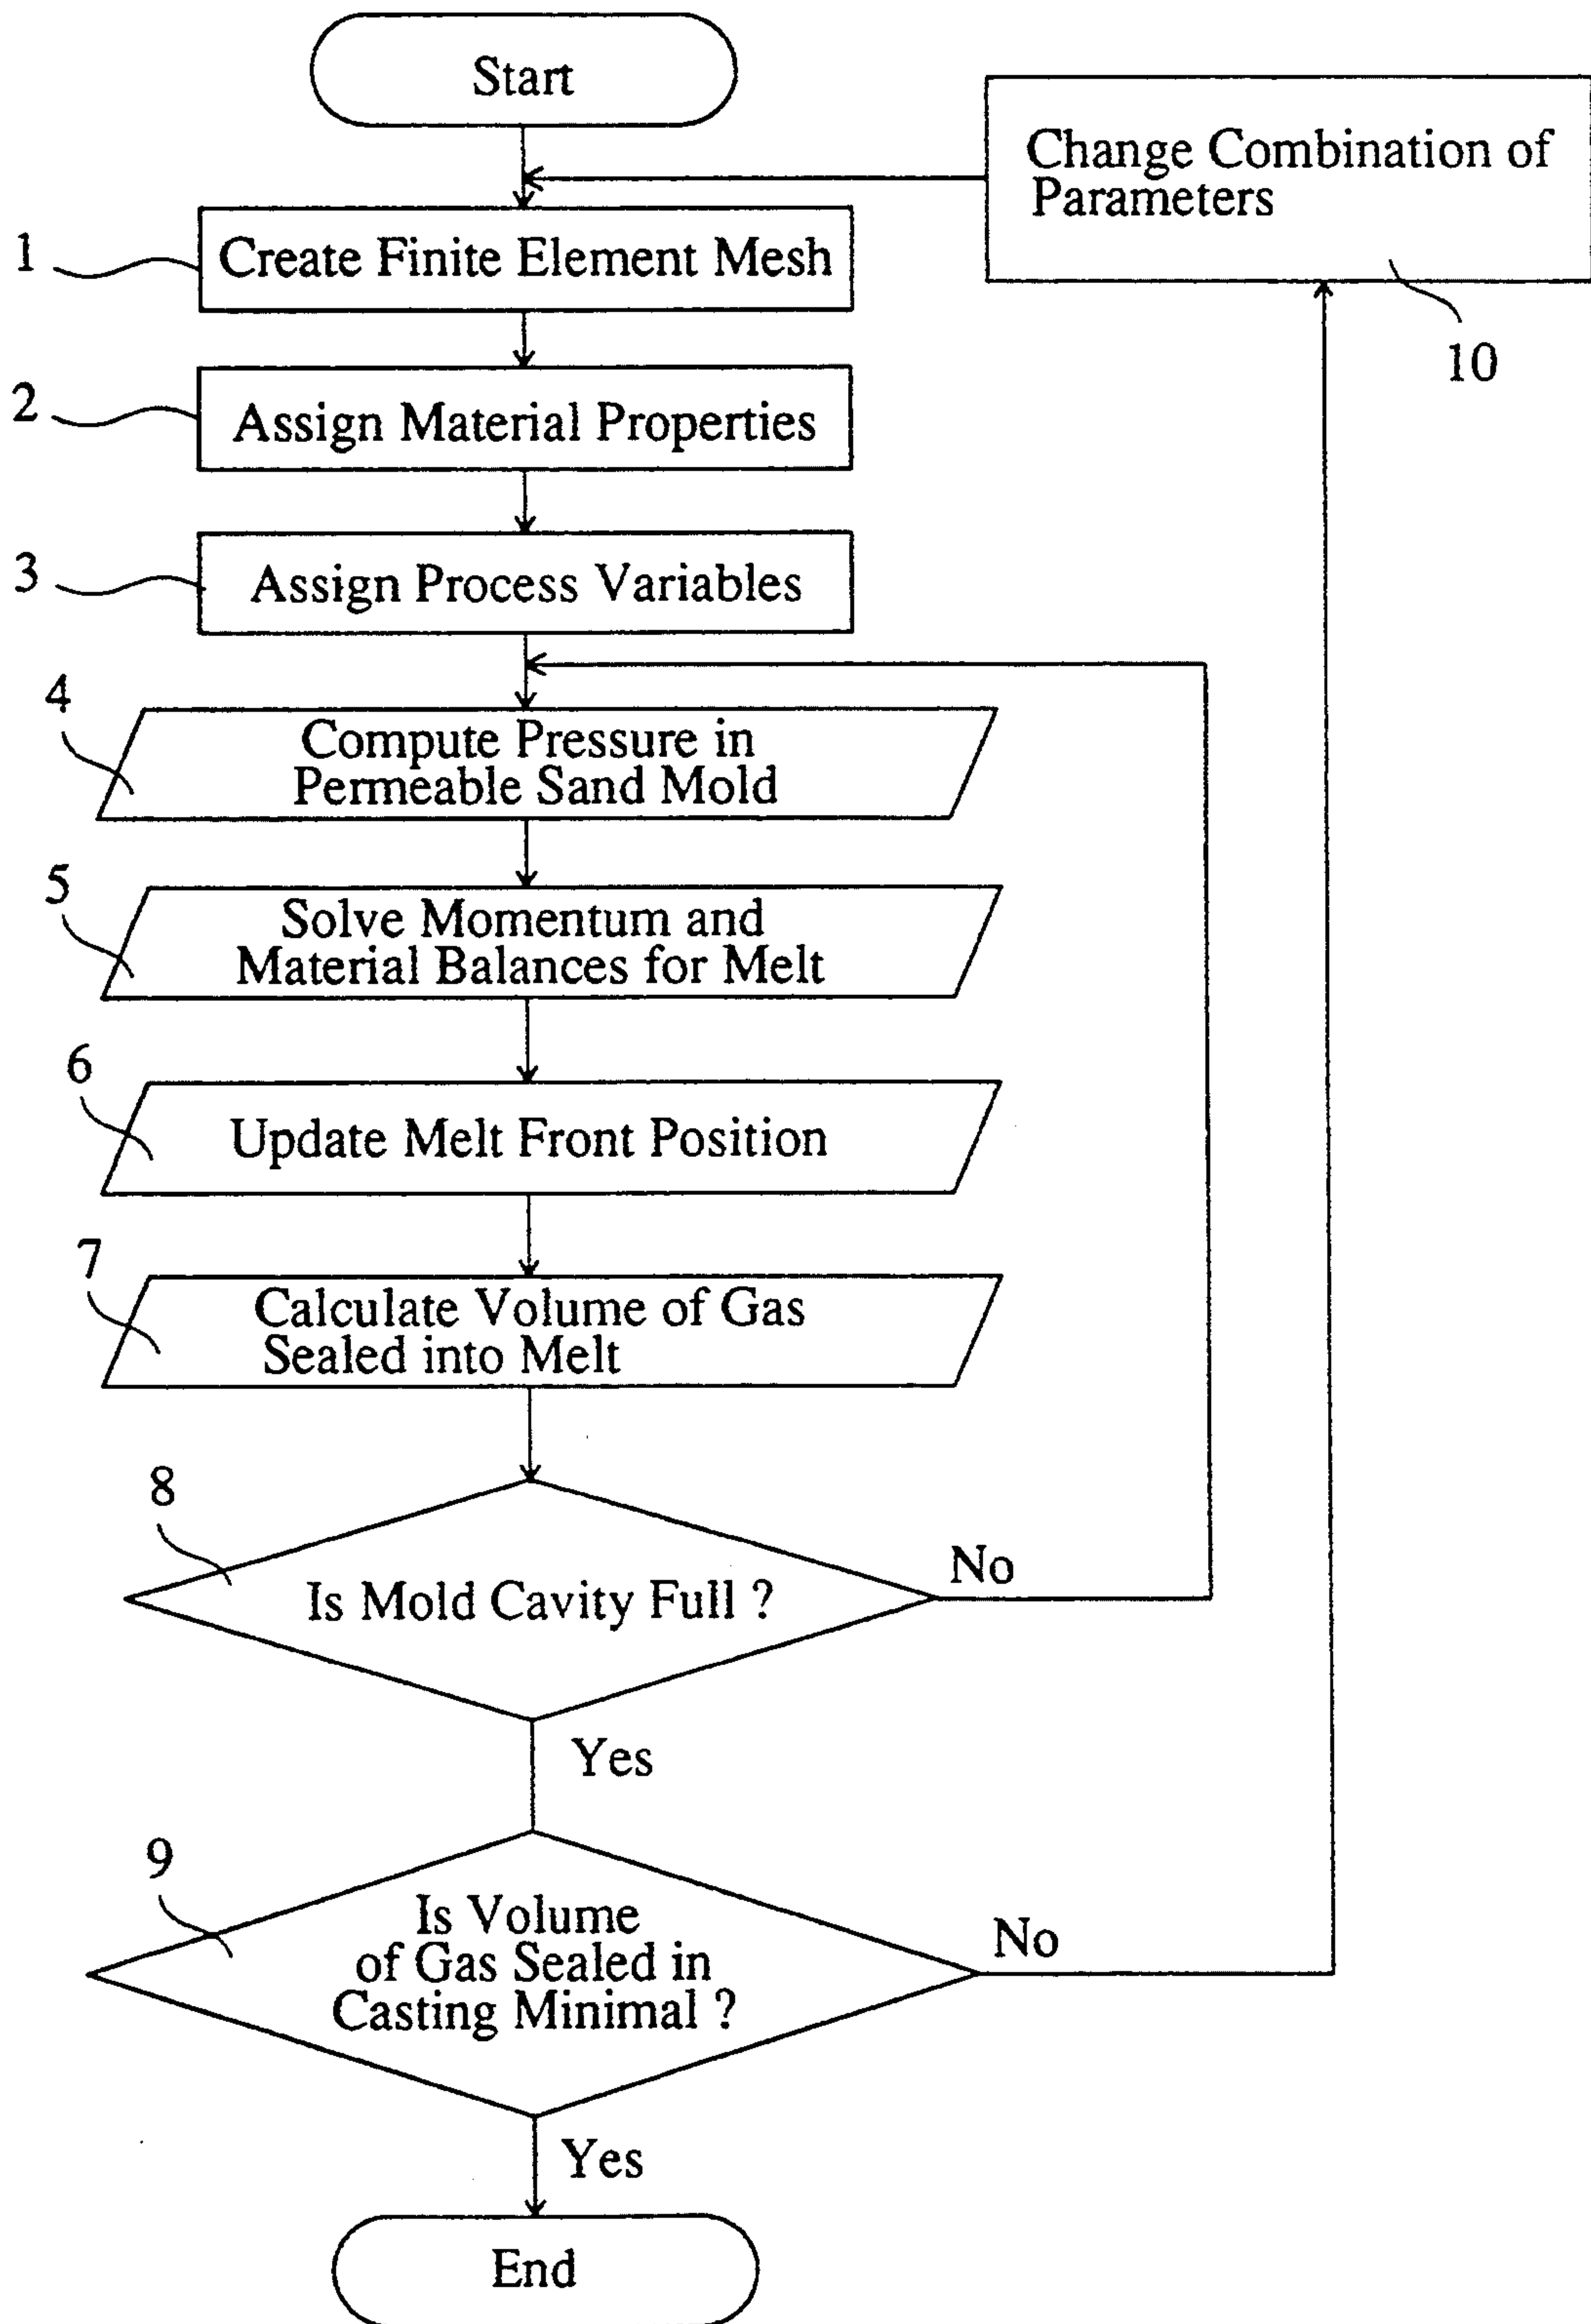 Start
Change Combination of
Parameters
10
1
Create Finite Element Mesh
2
Assign Material Properties
3
Assign Process Variables
4
Compute Pressure in
Permeable Sand Mold
5
Solve Momentum and
Material Balances for Melt
6
Update Melt Front Position
7
Calculate Volume of Gas
Sealed into Melt
8
Is Mold Cavity Full ?
No
Yes
9
Is Volume
of Gas Sealed in
Casting Minimal ?
No
Yes
End